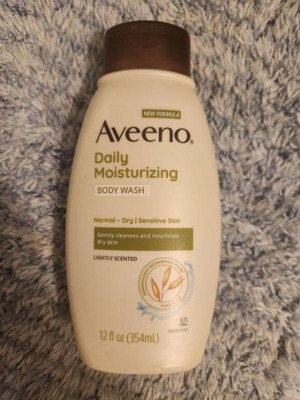 NEW FORMULA
Aveeno®
Daily
Moisturizing
BODY WASH
Normal – Dry | Sensitive Skin
Gently cleanses and nourishes
dry skin
LIGHTLY SCENTED
12 fl oz (354mL)